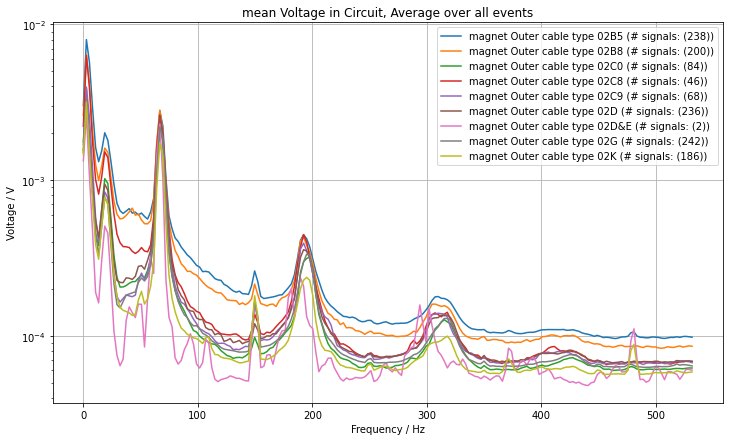 mean Voltage in Circuit, Average over all events
magnet Outer cable type 02B5 (# signals: (238))
magnet Outer cable type 02B8 (# signals: (200))
magnet Outer cable type 02C0 (# signals: (84))
magnet Outer cable type 02C8 (# signals: (46))
magnet Outer cable type 02C9 (# signals: (68))
magnet Outer cable type 02D (# signals: (236))
magnet Outer cable type 02D&E (# signals: (2))
magnet Outer cable type 02G (# signals: (242))
magnet Outer cable type 02K (# signals: (186))
Voltage / V
10⁻²
10⁻³
10⁻⁴
0 100 200 300 400 500
Frequency / Hz